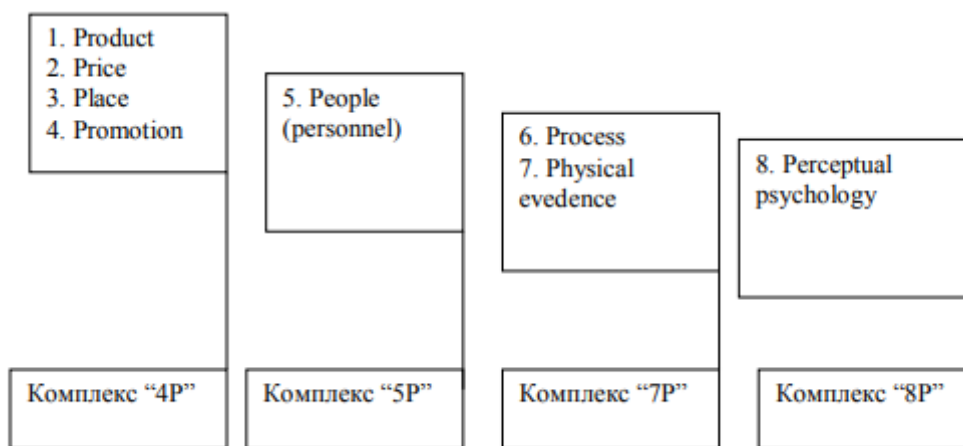 1. Product
2. Price
3. Place
4. Promotion
5. People
(personnel)
6. Process
7. Physical
evedence
8. Perceptual
psychology
Комплекс “4P”
Комплекс “5P”
Комплекс “7P”
Комплекс “8P”